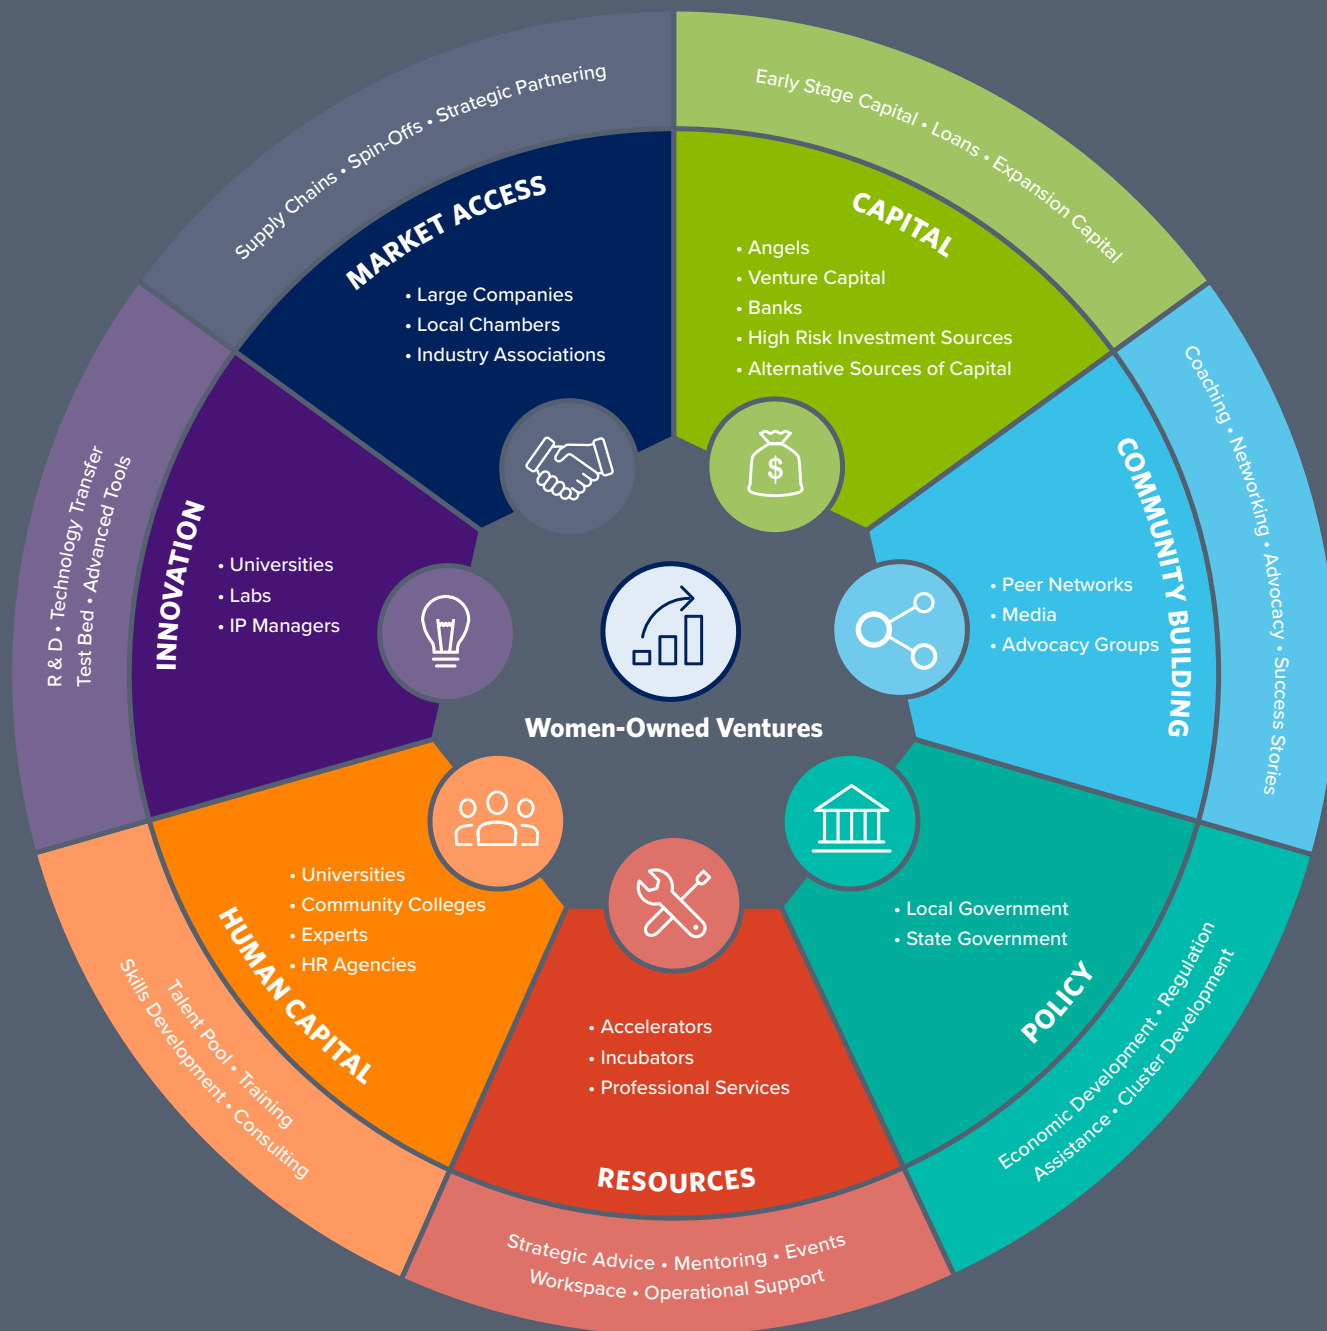 Supply Chains • Spin-Offs • Strategic Partnering
MARKET ACCESS
• Large Companies
• Local Chambers
• Industry Associations
Early Stage Capital • Loans • Expansion Capital
CAPITAL
• Angels
• Venture Capital
• Banks
• High Risk Investment Sources
• Alternative Sources of Capital
$
Coaching • Networking • Advocacy • Success Stories
COMMUNITY BUILDING
• Peer Networks
• Media
• Advocacy Groups
Economic Development • Regulation
Assistance • Cluster Development
POLICY
• Local Government
• State Government
• Accelerators
• Incubators
• Professional Services
RESOURCES
Strategic Advice • Mentoring • Events
Workspace • Operational Support
• Universities
• Community Colleges
• Experts
• HR Agencies
HUMAN CAPITAL
Talent Pool • Training
Skills Development • Consulting
R & D • Technology Transfer
Test Bed • Advanced Tools
INNOVATION
• Universities
• Labs
• IP Managers
Women-Owned Ventures